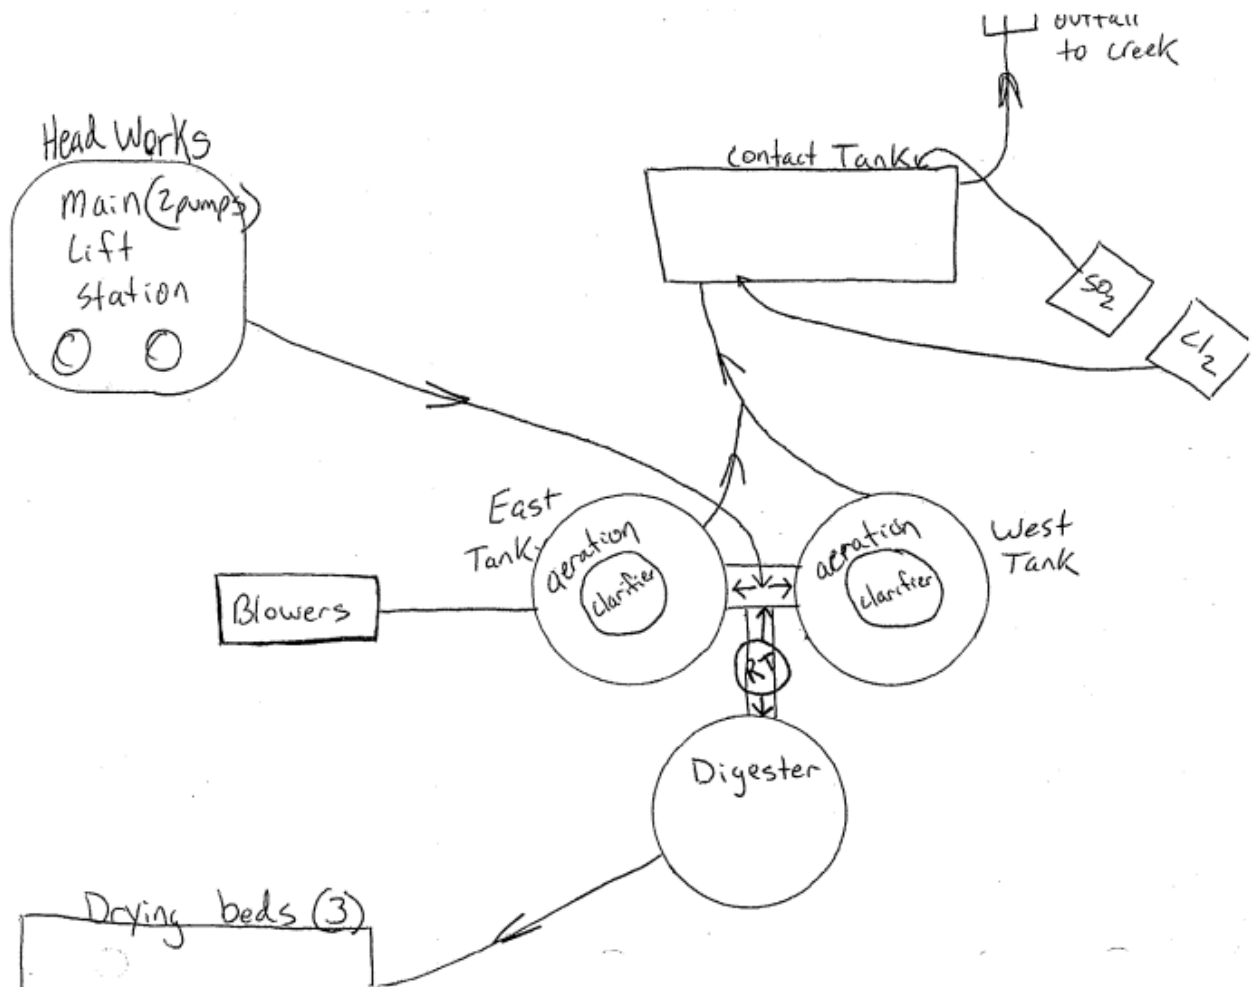 outfall
to creek
Head Works
Main (2 pumps)
Lift
Station
Contact Tank
SO2
Cl2
East
Tank
aeration
clarifier
aeration
clarifier
West
Tank
Blowers
RT
Digester
Drying beds (3)